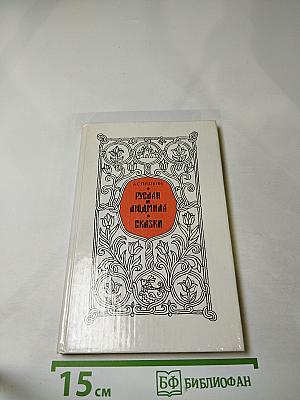 А.С.ПУШКИН
РУСЛАН
И
ЛЮДМИЛА
СКАЗКИ
15 см
БФ БИБЛИОФАН